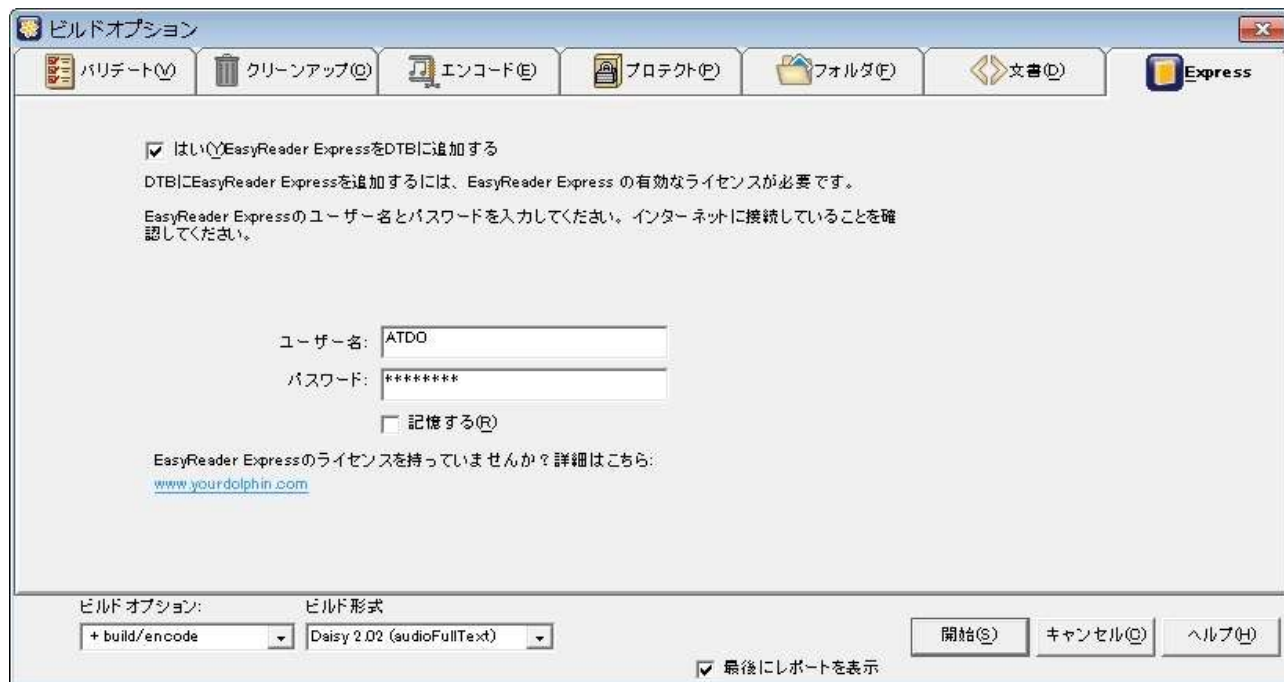 ビルドオプション
バリデート(V) クリーンアップ(C) エンコード(E) プロテクト(P) フォルダ(F) 文書(D) Express
はい(Y)EasyReader ExpressをDTBに追加する
DTBにEasyReader Expressを追加するには、EasyReader Express の有効なライセンスが必要です。
EasyReader Expressのユーザー名とパスワードを入力してください。インターネットに接続していることを確
認してください。
ユーザー名: ATDO
パスワード: ********
記憶する(R)
EasyReader Expressのライセンスを持っていませんか？詳細はこちら:
www.yourdolphin.com
ビルドオプション: ビルド形式
+ build/encode Daisy 2.02 (audioFullText) 開始(S) キャンセル(C) ヘルプ(H)
最後にレポートを表示